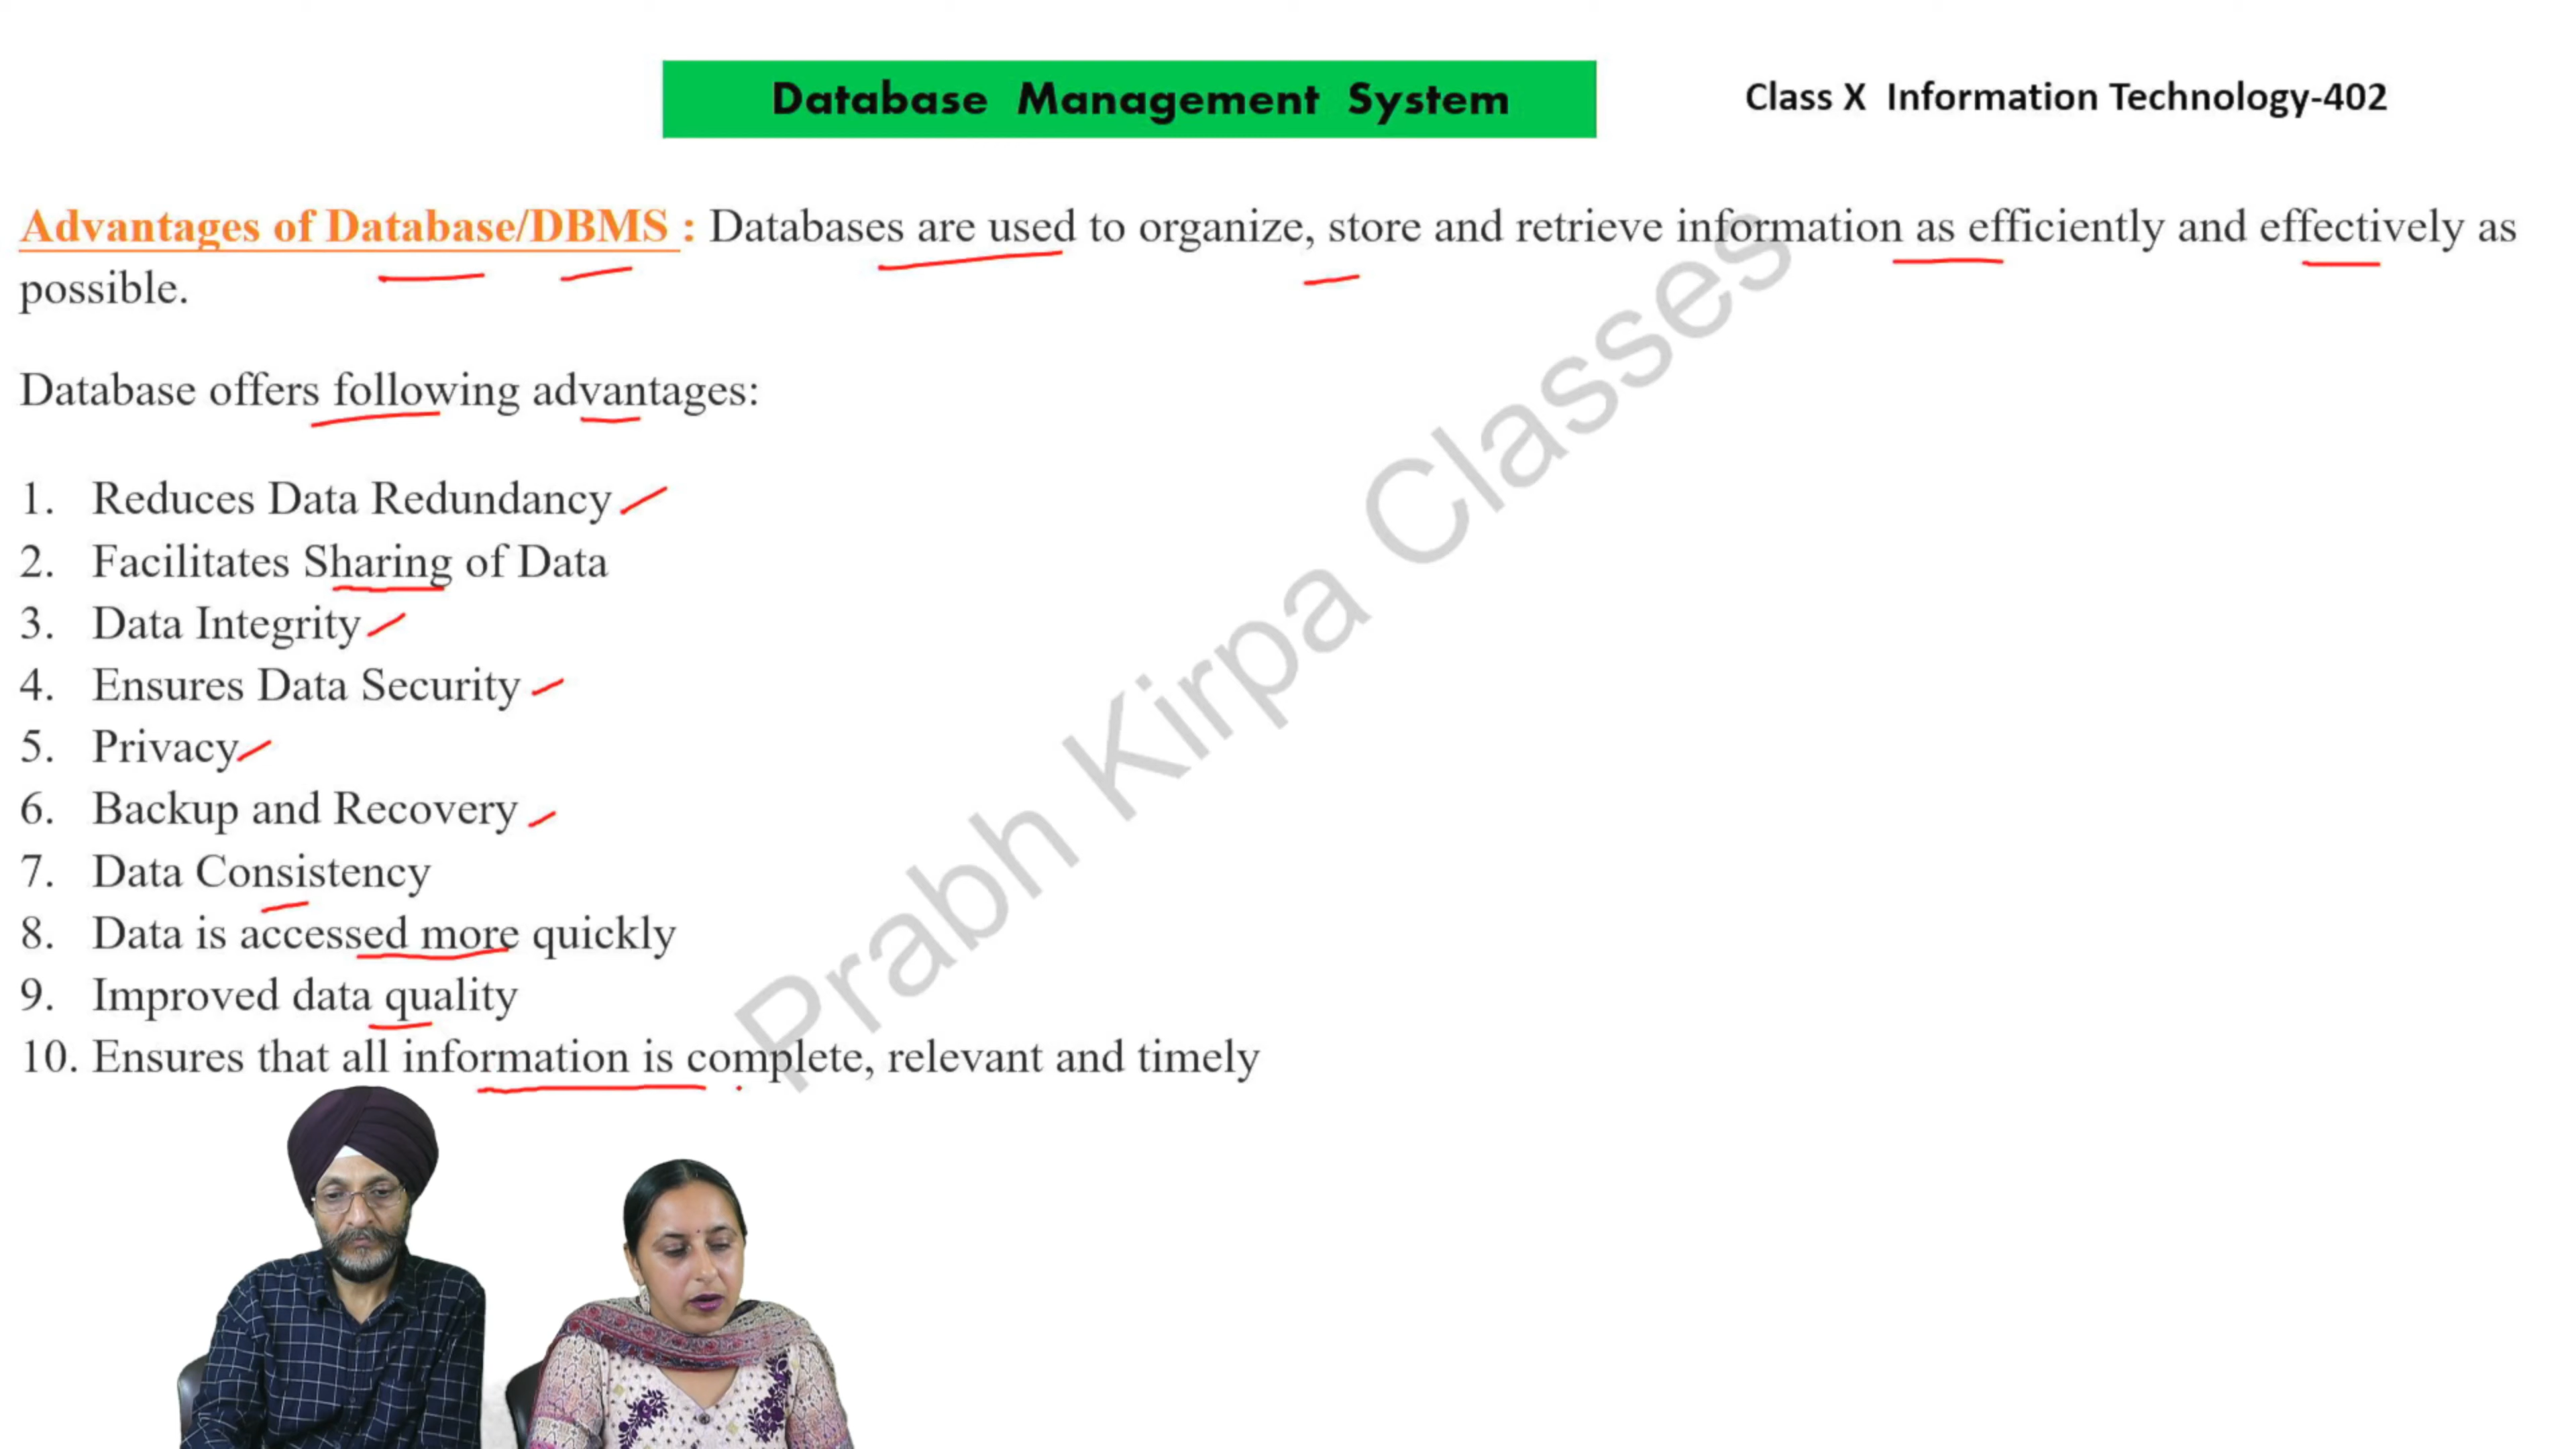 Database Management System
Class X Information Technology-402
Advantages of Database/DBMS : Databases are used to organize, store and retrieve information as efficiently and effectively as
possible.
Database offers following advantages:
1. Reduces Data Redundancy
2. Facilitates Sharing of Data
3. Data Integrity
4. Ensures Data Security
5. Privacy
6. Backup and Recovery
7. Data Consistency
8. Data is accessed more quickly
9. Improved data quality
10. Ensures that all information is complete, relevant and timely
Prabh Kirpa Classes